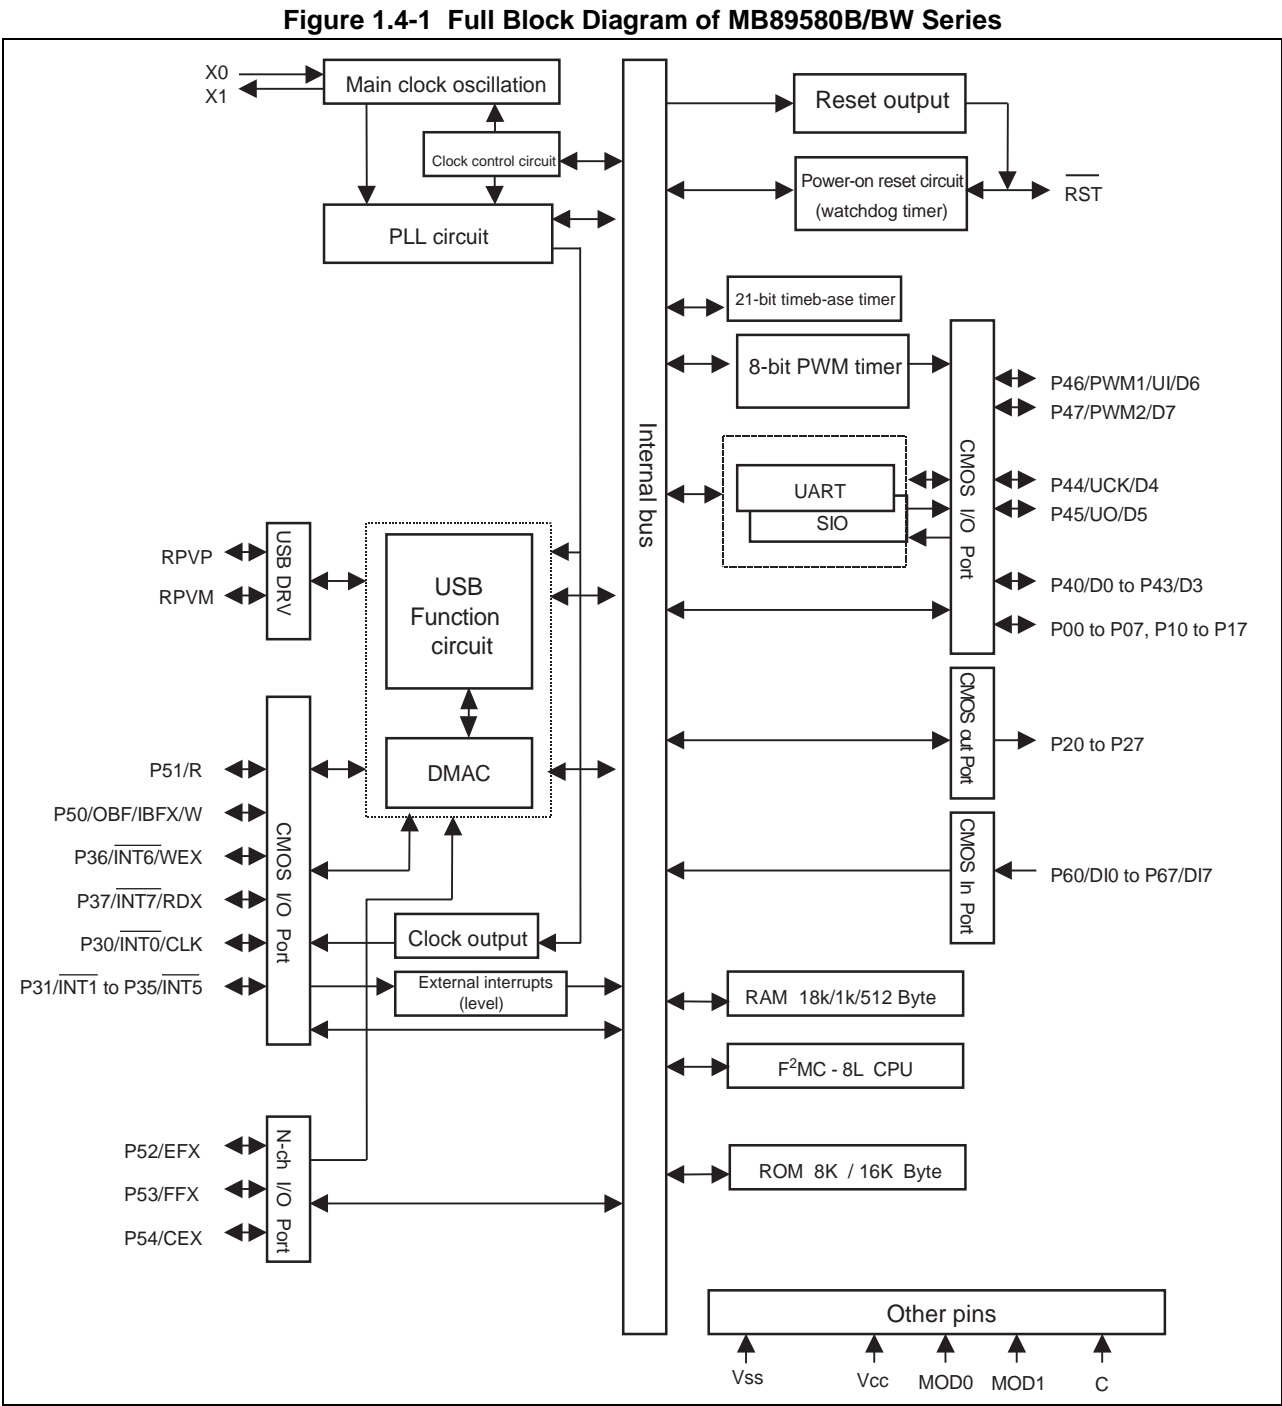 Figure 1.4-1 Full Block Diagram of MB89580B/BW Series
X0
X1
Main clock oscillation
Clock control circuit
PLL circuit
Reset output
Power-on reset circuit
(watchdog timer)
RST
21-bit timeb-ase timer
8-bit PWM timer
UART
SIO
Internal bus
CMOS I/O Port
P46/PWM1/UI/D6
P47/PWM2/D7
P44/UCK/D4
P45/UO/D5
P40/D0 to P43/D3
P00 to P07, P10 to P17
RPVP
RPVM
USB DRV
USB
Function
circuit
DMAC
CMOS out Port
P20 to P27
CMOS In Port
P60/DI0 to P67/DI7
P51/R
P50/OBF/IBFX/W
P36/INT6/WEX
P37/INT7/RDX
P30/INT0/CLK
P31/INT1 to P35/INT5
CMOS I/O Port
Clock output
External interrupts
(level)
RAM 18k/1k/512 Byte
F²MC - 8L CPU
ROM 8K / 16K Byte
P52/EFX
P53/FFX
P54/CEX
N-ch I/O Port
Other pins
Vss
Vcc
MOD0
MOD1
C